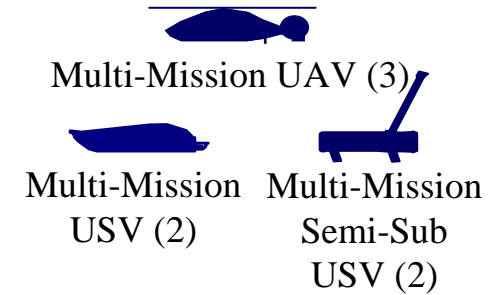 Multi-Mission UAV (3)
Multi-Mission
USV (2)
Multi-Mission
Semi-Sub
USV (2)